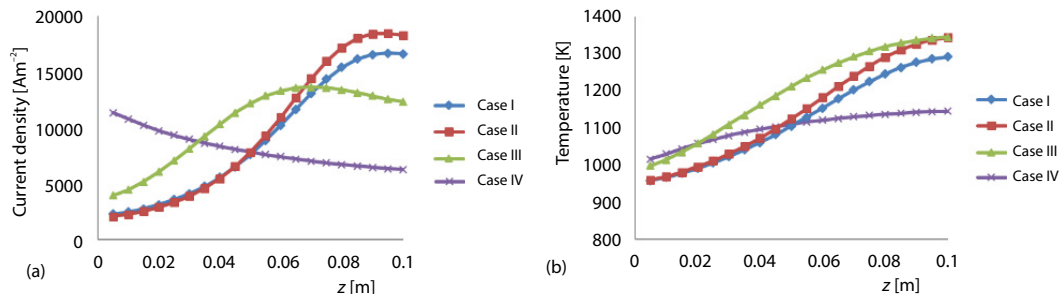 Current density [Am⁻²]
20000
15000
10000
5000
0
0
0.02
0.04
0.06
0.08
0.1
z [m]
(a)
Case I
Case II
Case III
Case IV
Temperature [K]
1400
1300
1200
1100
1000
900
800
0
0.02
0.04
0.06
0.08
0.1
z [m]
(b)
Case I
Case II
Case III
Case IV